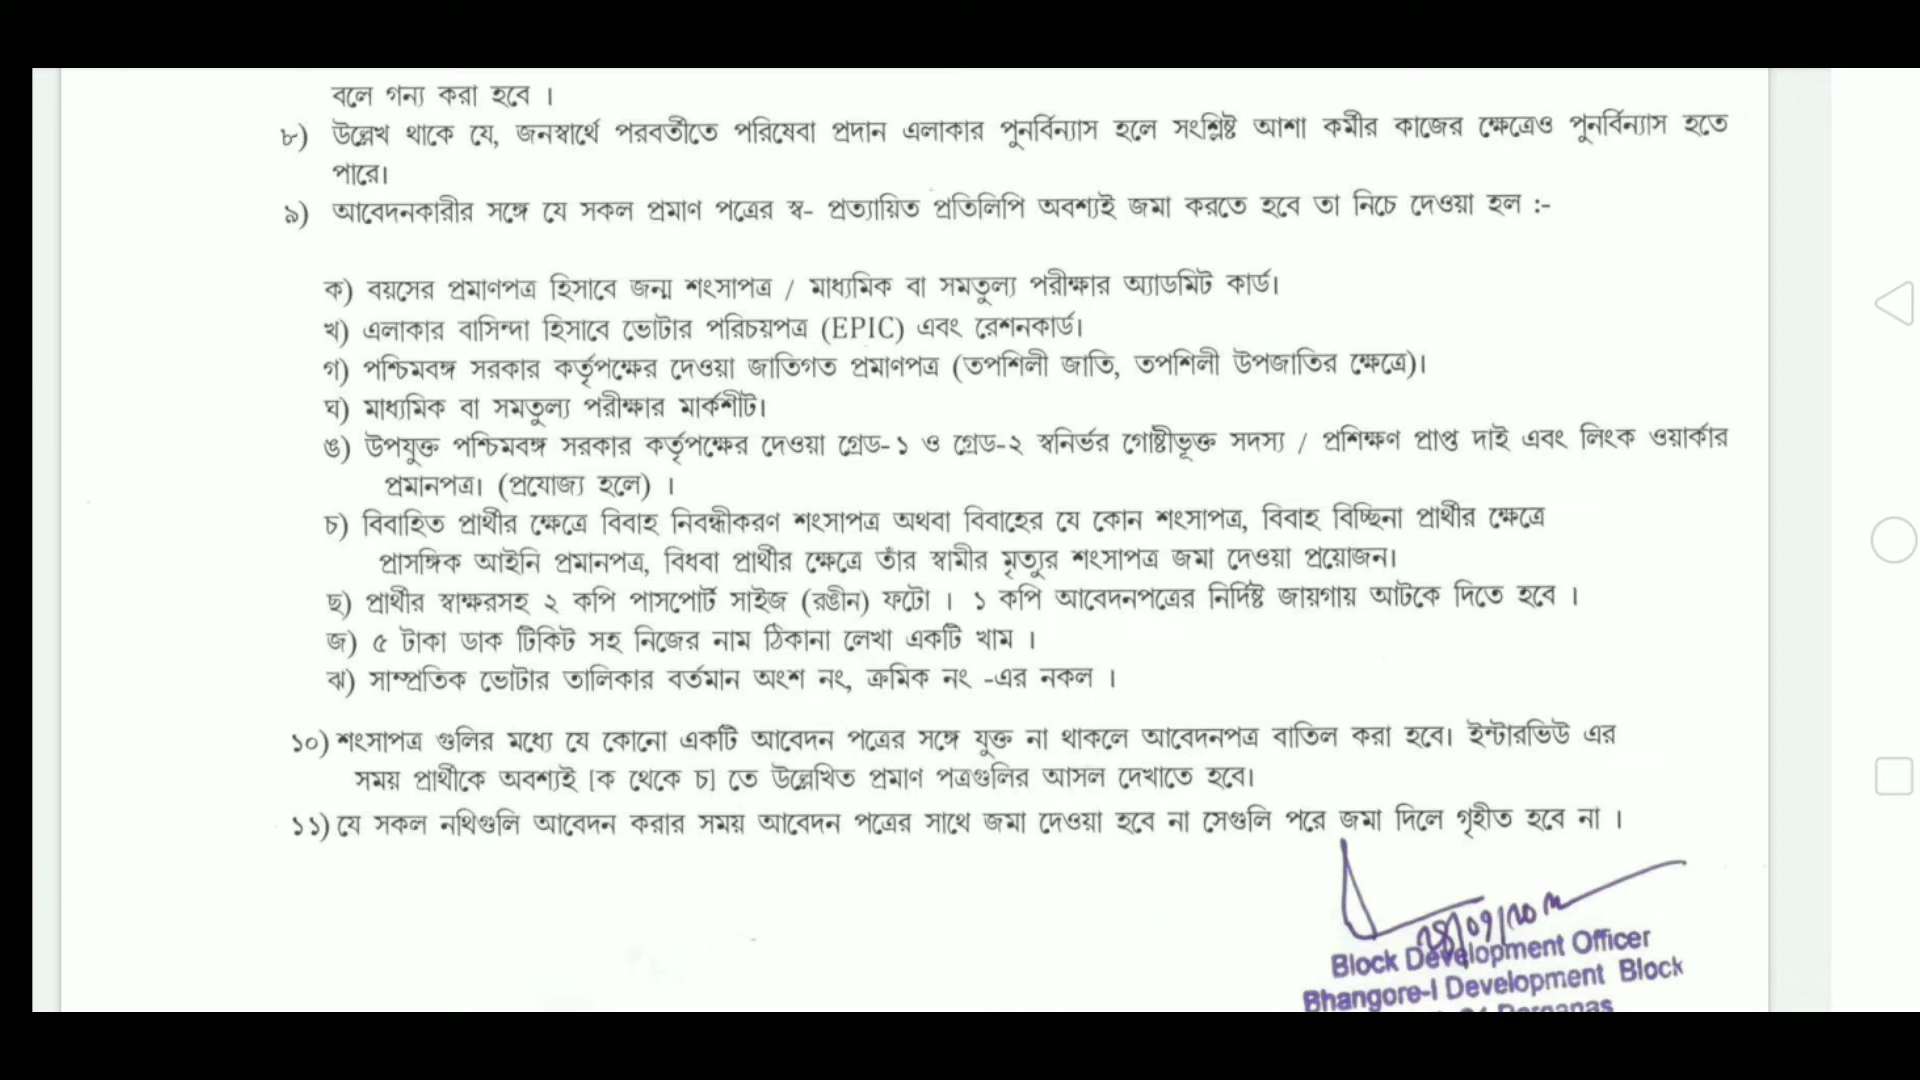 বলে গন্য করা হবে ।
৮) উল্লেখ থাকে যে, জনস্বার্থে পরবর্তীতে পরিষেবা প্রদান এলাকার পুনর্বিন্যাস হলে সংশ্লিষ্ট আশা কর্মীর কাজের ক্ষেত্রেও পুনর্বিন্যাস হতে
পারে।
৯) আবেদনকারীর সঙ্গে যে সকল প্রমাণ পত্রের স্ব- প্রত্যায়িত প্রতিলিপি অবশ্যই জমা করতে হবে তা নিচে দেওয়া হল :-
ক) বয়সের প্রমাণপত্র হিসাবে জন্ম শংসাপত্র / মাধ্যমিক বা সমতুল্য পরীক্ষার অ্যাডমিট কার্ড।
খ) এলাকার বাসিন্দা হিসাবে ভোটার পরিচয়পত্র (EPIC) এবং রেশনকার্ড।
গ) পশ্চিমবঙ্গ সরকার কর্তৃপক্ষের দেওয়া জাতিগত প্রমাণপত্র (তপশিলী জাতি, তপশিলী উপজাতির ক্ষেত্রে)।
ঘ) মাধ্যমিক বা সমতুল্য পরীক্ষার মার্কশীট।
ঙ) উপযুক্ত পশ্চিমবঙ্গ সরকার কর্তৃপক্ষের দেওয়া গ্রেড-১ ও গ্রেড-২ স্বনির্ভর গোষ্টীভূক্ত সদস্য / প্রশিক্ষণ প্রাপ্ত দাই এবং লিংক ওয়ার্কার
প্রমানপত্র। (প্রযোজ্য হলে) ।
চ) বিবাহিত প্রার্থীর ক্ষেত্রে বিবাহ নিবন্ধীকরণ শংসাপত্র অথবা বিবাহের যে কোন শংসাপত্র, বিবাহ বিচ্ছিনা প্রার্থীর ক্ষেত্রে
প্রাসঙ্গিক আইনি প্রমানপত্র, বিধবা প্রার্থীর ক্ষেত্রে তাঁর স্বামীর মৃত্যুর শংসাপত্র জমা দেওয়া প্রয়োজন।
ছ) প্রার্থীর স্বাক্ষরসহ ২ কপি পাসপোর্ট সাইজ (রঙীন) ফটো । ১ কপি আবেদনপত্রের নির্দিষ্ট জায়গায় আটকে দিতে হবে ।
জ) ৫ টাকা ডাক টিকিট সহ নিজের নাম ঠিকানা লেখা একটি খাম ।
ঝ) সাম্প্রতিক ভোটার তালিকার বর্তমান অংশ নং, ক্রমিক নং -এর নকল ।
১০) শংসাপত্র গুলির মধ্যে যে কোনো একটি আবেদন পত্রের সঙ্গে যুক্ত না থাকলে আবেদনপত্র বাতিল করা হবে। ইন্টারভিউ এর
সময় প্রার্থীকে অবশ্যই [ক থেকে চ] তে উল্লেখিত প্রমাণ পত্রগুলির আসল দেখাতে হবে।
১১) যে সকল নথিগুলি আবেদন করার সময় আবেদন পত্রের সাথে জমা দেওয়া হবে না সেগুলি পরে জমা দিলে গৃহীত হবে না ।
Block Development Officer
Bhangore-I Development Block